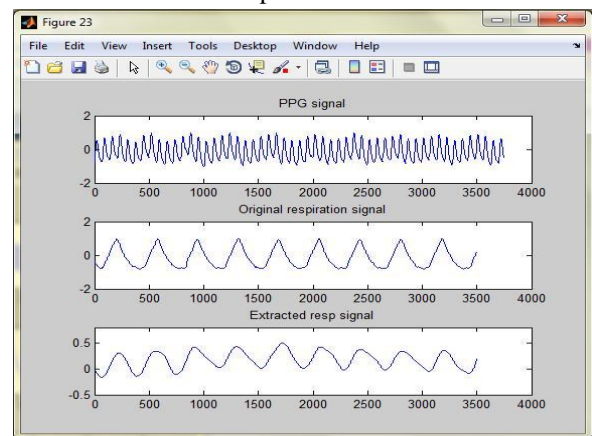 Figure 23
File Edit View Insert Tools Desktop Window Help
PPG signal
2
0
-2
0 500 1000 1500 2000 2500 3000 3500 4000
Original respiration signal
2
0
-2
0 500 1000 1500 2000 2500 3000 3500 4000
Extracted resp signal
0.5
0
-0.5
0 500 1000 1500 2000 2500 3000 3500 4000